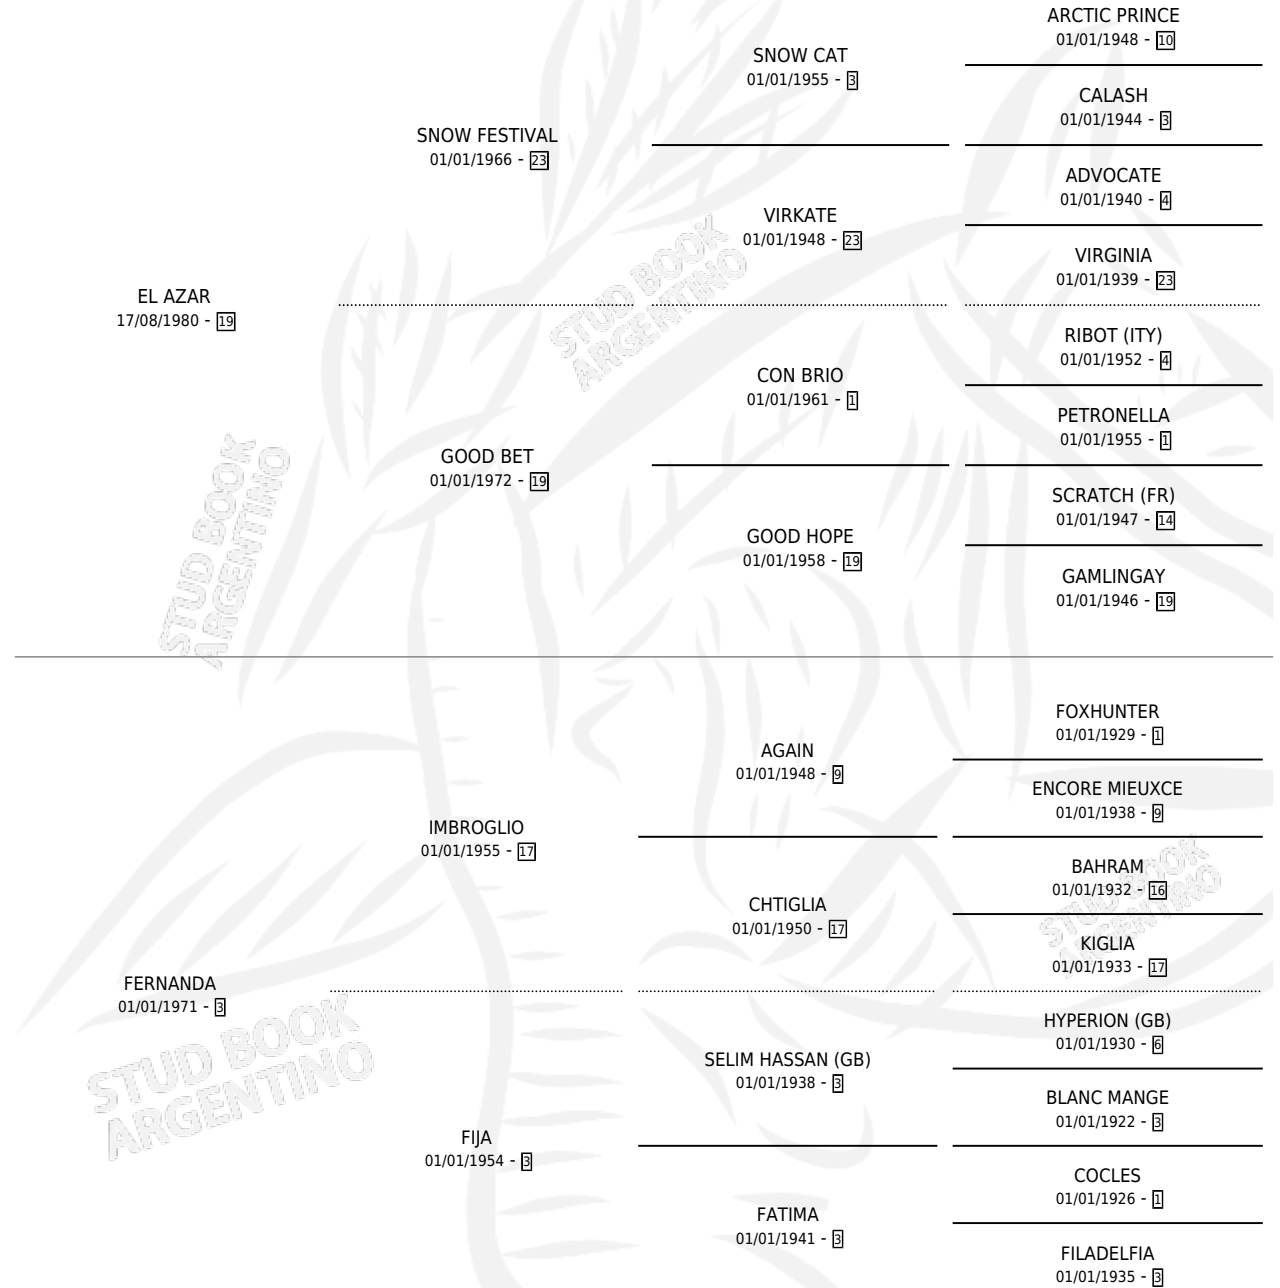 ARCTIC PRINCE
01/01/1948 - 10
SNOW CAT
01/01/1955 - 3
CALASH
01/01/1944 - 3
SNOW FESTIVAL
01/01/1966 - 23
ADVOCATE
01/01/1940 - 4
VIRKATE
01/01/1948 - 23
VIRGINIA
01/01/1939 - 23
EL AZAR
17/08/1980 - 19
RIBOT (ITY)
01/01/1952 - 4
CON BRIO
01/01/1961 - 1
PETRONELLA
01/01/1955 - 1
GOOD BET
01/01/1972 - 19
SCRATCH (FR)
01/01/1947 - 14
GOOD HOPE
01/01/1958 - 19
GAMLINGAY
01/01/1946 - 19
STUD BOOK
ARGENTINO
STUD BOOK
ARGENTINO
FOXHUNTER
01/01/1929 - 1
AGAIN
01/01/1948 - 9
ENCORE MIEUXCE
01/01/1938 - 9
IMBROGLIO
01/01/1955 - 17
BAHRAM
01/01/1932 - 16
CHTIGLIA
01/01/1950 - 17
KIGLIA
01/01/1933 - 17
STUD BOOK
ARGENTINO
FERNANDA
01/01/1971 - 3
HYPERION (GB)
01/01/1930 - 6
SELIM HASSAN (GB)
01/01/1938 - 3
BLANC MANGE
01/01/1922 - 3
FIJA
01/01/1954 - 3
COCLES
01/01/1926 - 1
FATIMA
01/01/1941 - 3
FILADELFIA
01/01/1935 - 3
STUD BOOK
ARGENTINO